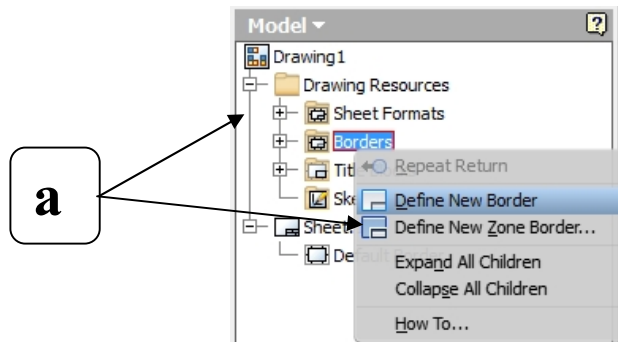 Model
Drawing1
Drawing Resources
Sheet Formats
Borders
Repeat Return
Define New Border
Define New Zone Border...
Expand All Children
Collapse All Children
How To...
a